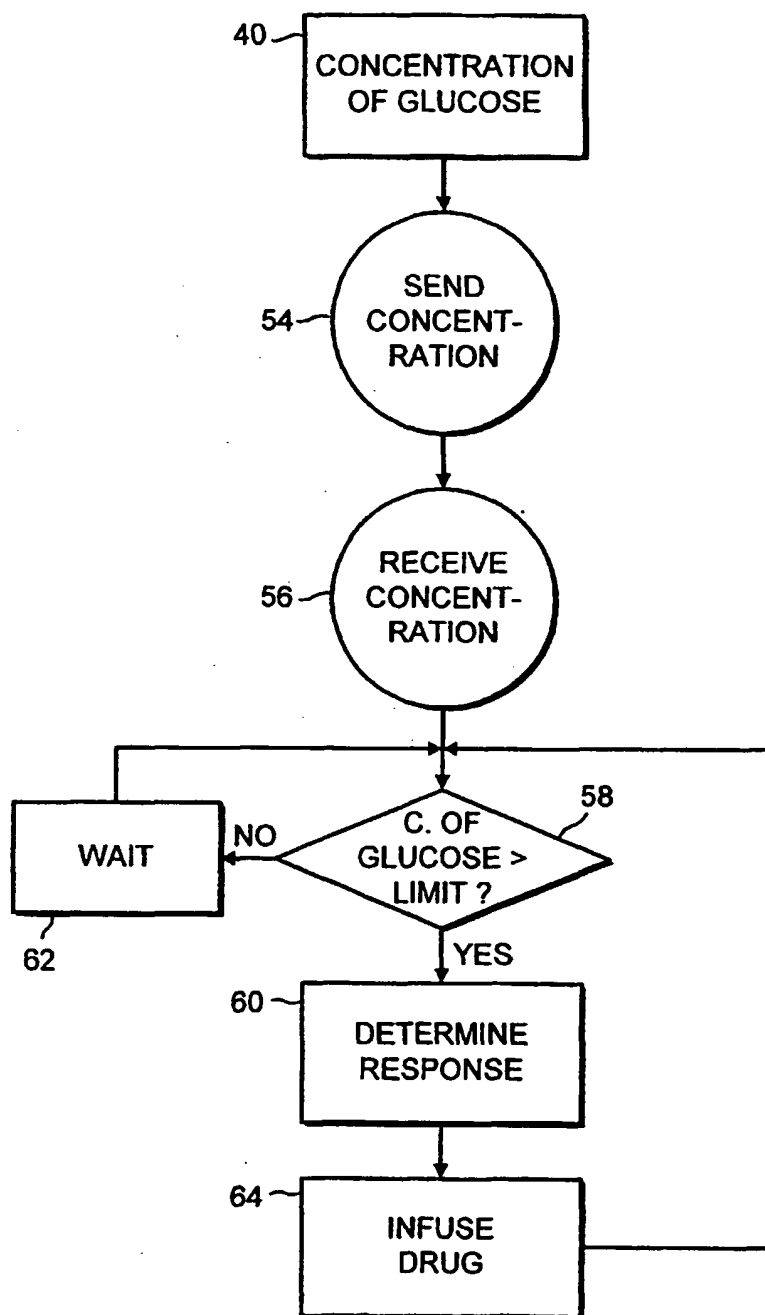 40
CONCENTRATION
OF GLUCOSE
54
SEND
CONCENT-
RATION
56
RECEIVE
CONCENT-
RATION
58
C. OF
GLUCOSE >
LIMIT ?
NO
WAIT
62
YES
60
DETERMINE
RESPONSE
64
INFUSE
DRUG